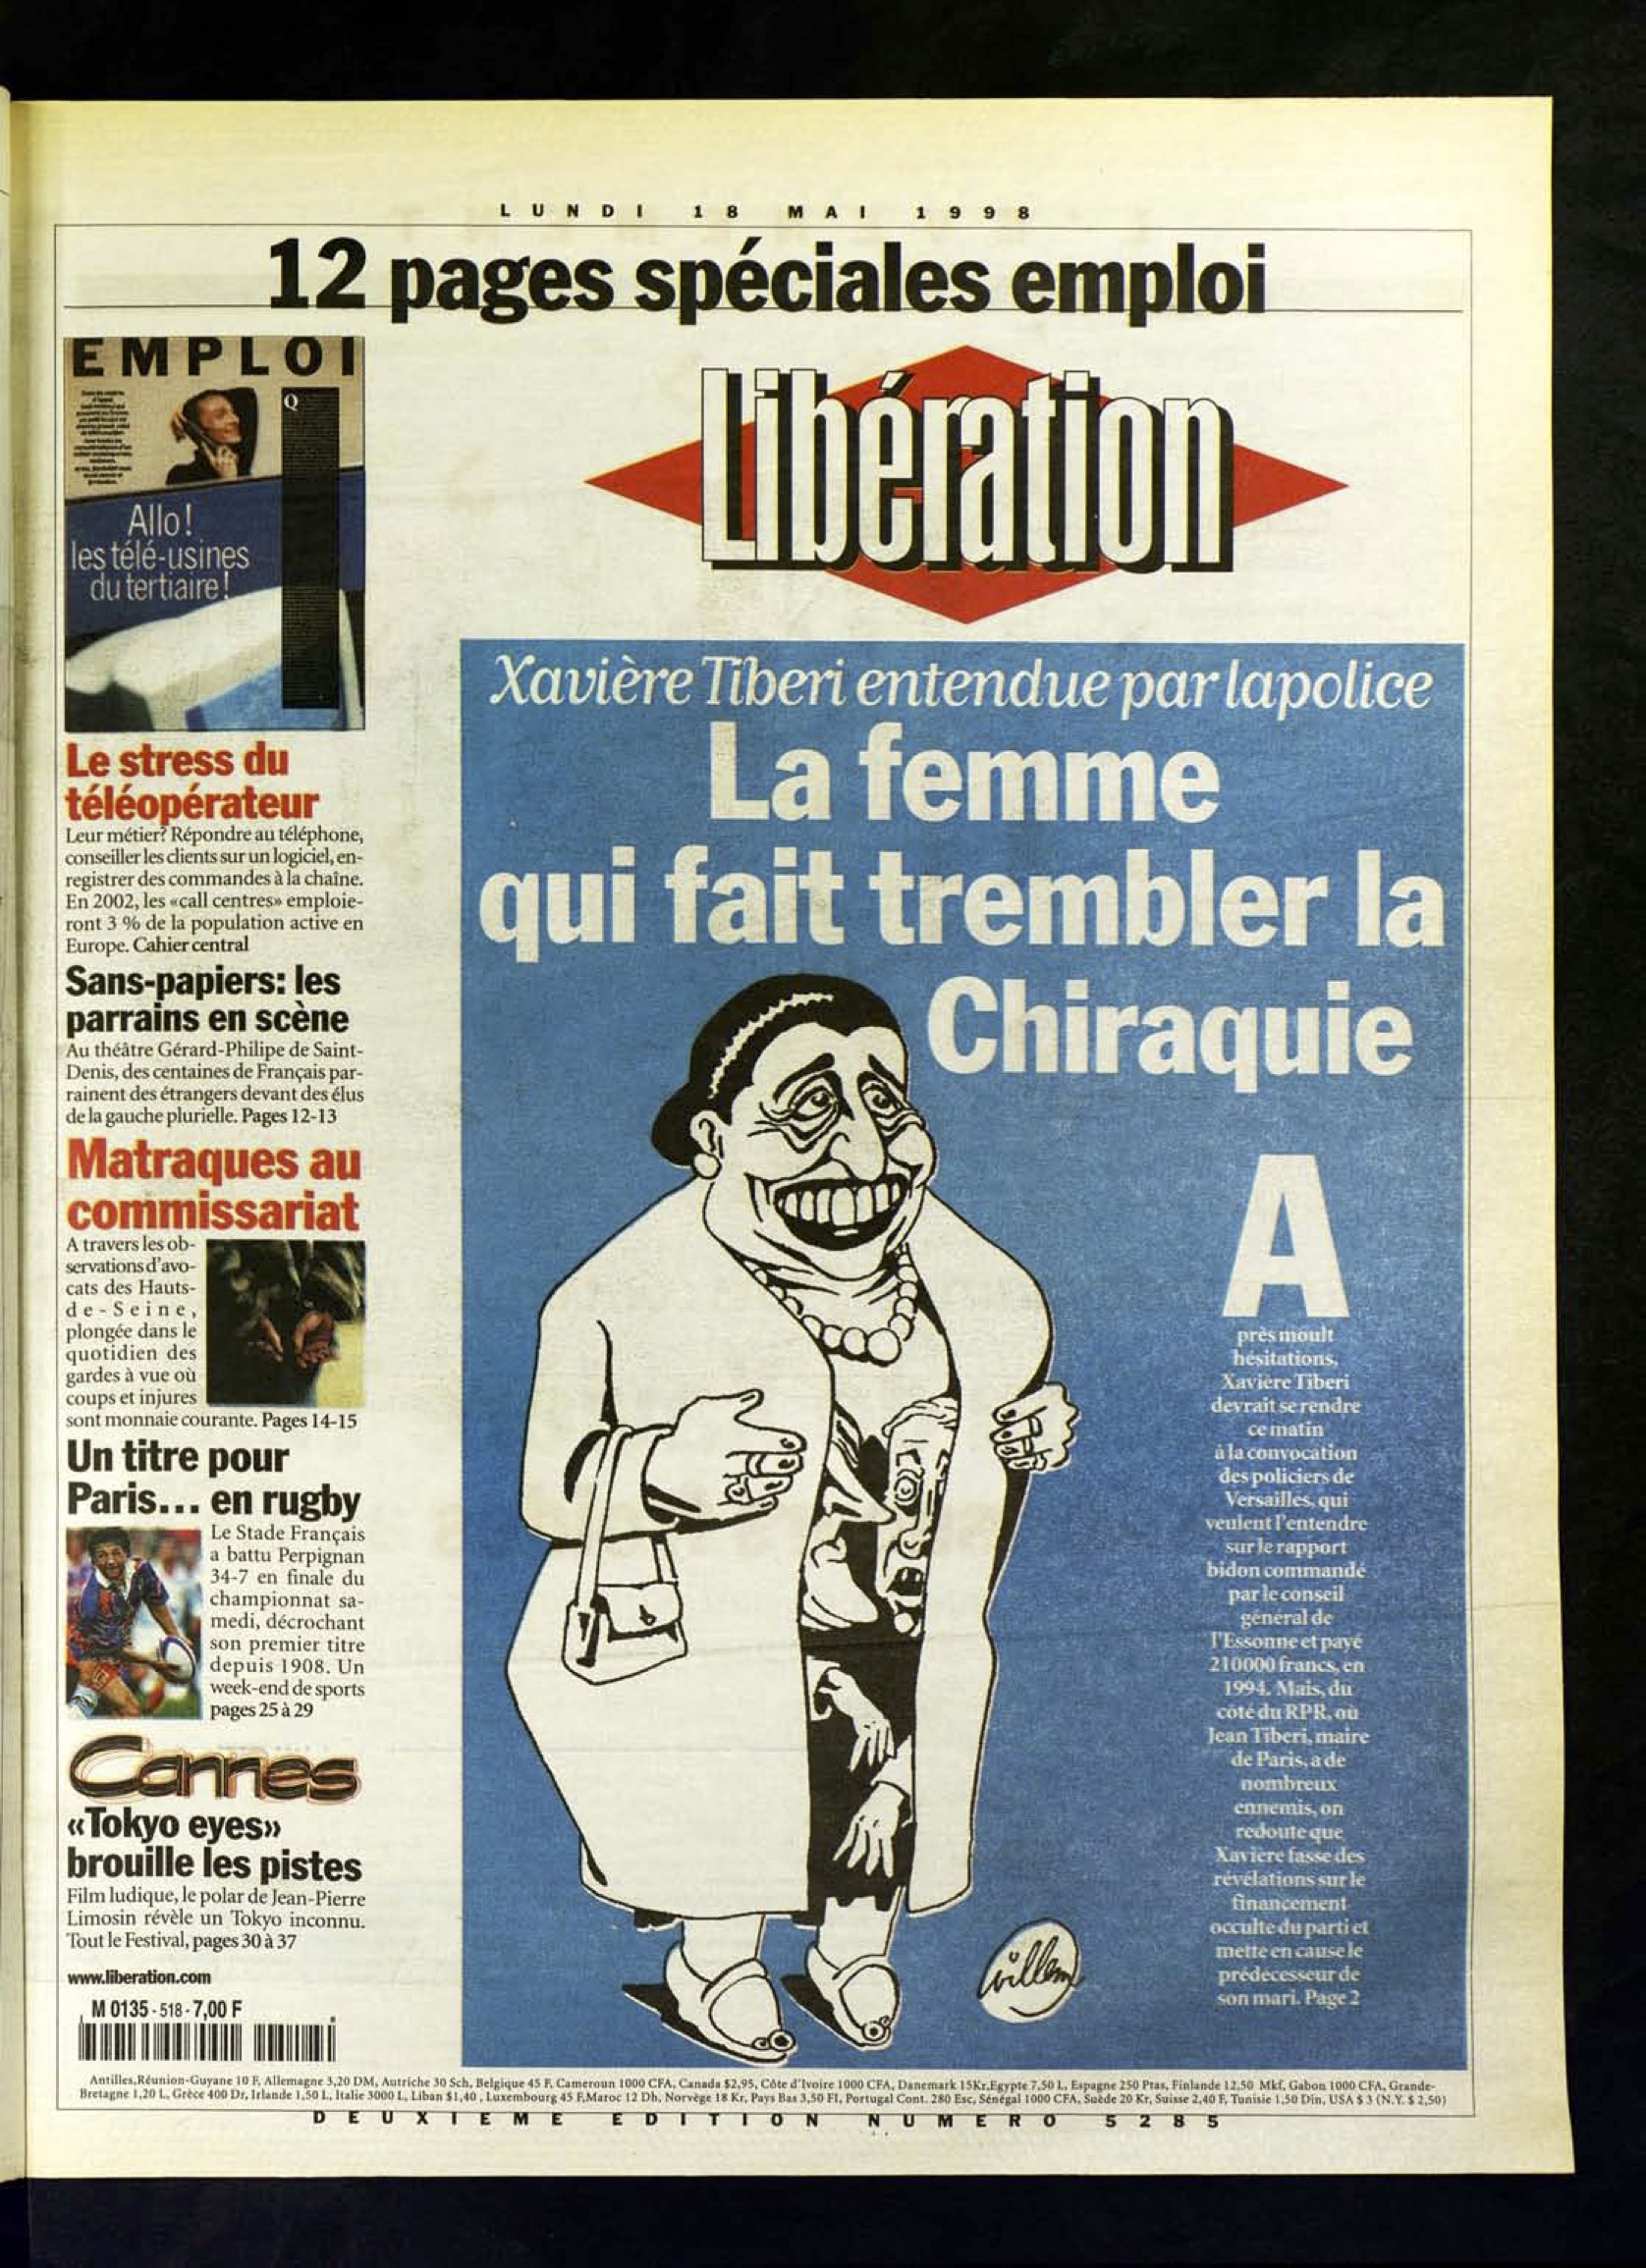 LUNDI 18 MAI 1998
12 pages spéciales emploi
EMPLOI
Q
Allo!
les télé-usines
du tertiaire!
Le stress du
téléopérateur
Leur métier? Répondre au téléphone,
conseiller les clients sur un logiciel, en-
registrer des commandes à la chaîne.
En 2002, les «call centres» emploie-
ront 3 % de la population active en
Europe. Cahier central
Sans-papiers: les
parrains en scène
Au théâtre Gérard-Philipe de Saint-
Denis, des centaines de Français par-
rainent des étrangers devant des élus
de la gauche plurielle. Pages 12-13
Matraques au
commissariat
A travers les ob-
servations d'avo-
cats des Hauts-
de-Seine,
plongée dans le
quotidien des
gardes à vue où
coups et injures
sont monnaie courante. Pages 14-15
Un titre pour
Paris... en rugby
Le Stade Français
a battu Perpignan
34-7 en finale du
championnat sa-
medi, décrochant
son premier titre
depuis 1908. Un
week-end de sports
pages 25 à 29
Cannes
«Tokyo eyes»
brouille les pistes
Film ludique, le polar de Jean-Pierre
Limosin révèle un Tokyo inconnu.
Tout le Festival, pages 30 à 37
www.liberation.com
M 0135 - 518 - 7,00 F
Libération
Xavière Tiberi entendue par lapolice
La femme
qui fait trembler la
Chiraquie
A
près moult
hésitations,
Xavière Tiberi
devrait se rendre
ce matin
à la convocation
des policiers de
Versailles, qui
veulent l'entendre
sur le rapport
bidon commandé
par le conseil
général de
l'Essonne et payé
210000 francs, en
1994. Mais, du
côté du RPR, où
Jean Tiberi, maire
de Paris, a de
nombreux
ennemis, on
redoute que
Xavière fasse des
révélations sur le
financement
occulte du parti et
mette en cause le
prédecesseur de
son mari. Page 2
Willem
Antilles,Réunion-Guyane 10 F, Allemagne 3,20 DM, Autriche 30 Sch, Belgique 45 F, Cameroun 1000 CFA, Canada $2,95, Côte d'Ivoire 1000 CFA, Danemark 15Kr,Egypte 7,50 L, Espagne 250 Ptas, Finlande 12,50 Mkf, Gabon 1000 CFA, Grande-
Bretagne 1,20 L, Grèce 400 Dr, Irlande 1,50 L, Italie 3000 L, Liban $1,40 , Luxembourg 45 F,Maroc 12 Dh, Norvège 18 Kr, Pays Bas 3,50 Fl, Portugal Cont. 280 Esc, Sénégal 1000 CFA, Suède 20 Kr, Suisse 2,40 F, Tunisie 1,50 Din, USA $ 3 (N.Y. $ 2,50)
DEUXIEME EDITION NUMERO 5285